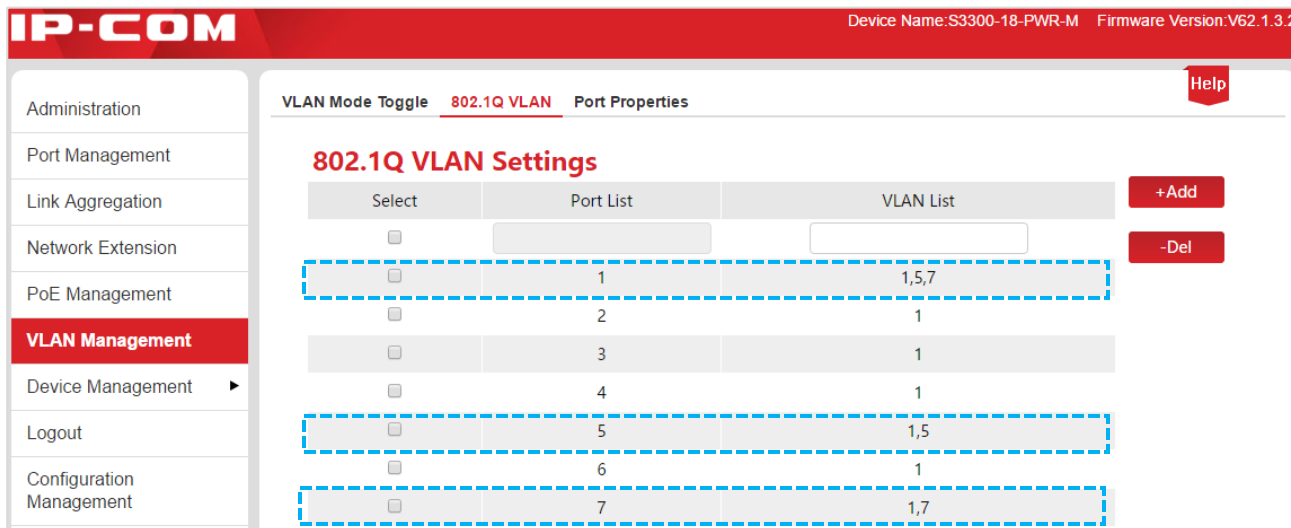 IP-COM
Device Name:S3300-18-PWR-M Firmware Version:V62.1.3.2
Help
Administration
Port Management
Link Aggregation
Network Extension
PoE Management
VLAN Management
Device Management
Logout
Configuration
Management
VLAN Mode Toggle 802.1Q VLAN Port Properties
802.1Q VLAN Settings
Select Port List VLAN List
1 1,5,7
2 1
3 1
4 1
5 1,5
6 1
7 1,7
+Add
-Del